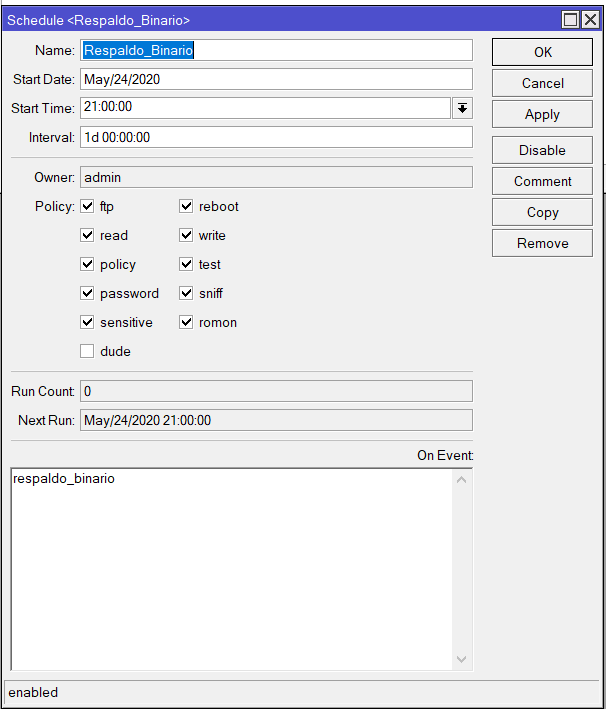 Schedule <Respaldo_Binario>
Name: Respaldo_Binario
OK
Start Date: May/24/2020
Cancel
Start Time: 21:00:00
Apply
Interval: 1d 00:00:00
Disable
Owner: admin
Comment
Policy: ftp reboot
Copy
read write
Remove
policy test
password sniff
sensitive romon
dude
Run Count: 0
Next Run: May/24/2020 21:00:00
On Event:
respaldo_binario
enabled